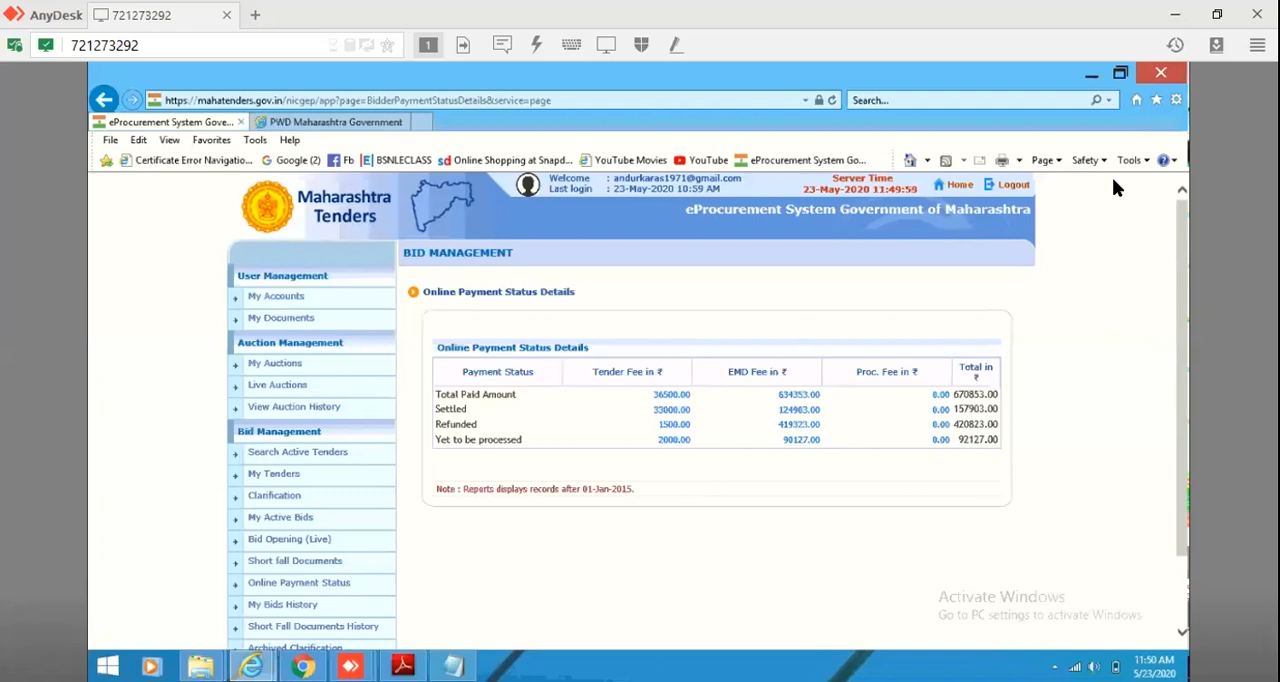 AnyDesk 721273292
721273292 1
https://mahatenders.gov.in/nicgep/app?page=BidderPaymentStatusDetails&service=page Search...
eProcurement System Gove... PWD Maharashtra Government
File Edit View Favorites Tools Help
Certificate Error Navigatio... Google (2) Fb BSNLECLASS Online Shopping at Snapd... YouTube Movies YouTube eProcurement System Go... Page Safety Tools
Maharashtra
Tenders
Welcome : andurkaras1971@gmail.com
Last login : 23-May-2020 10:59 AM
Server Time
23-May-2020 11:49:59
Home Logout
eProcurement System Government of Maharashtra
User Management
My Accounts
My Documents
Auction Management
My Auctions
Live Auctions
View Auction History
Bid Management
Search Active Tenders
My Tenders
Clarification
My Active Bids
Bid Opening (Live)
Short fall Documents
Online Payment Status
My Bids History
Short Fall Documents History
Archived Clarification
BID MANAGEMENT
Online Payment Status Details
Online Payment Status Details
Payment Status Tender Fee in ₹ EMD Fee in ₹ Proc. Fee in ₹ Total in ₹
Total Paid Amount 36500.00 634353.00 0.00 670853.00
Settled 33000.00 124903.00 0.00 157903.00
Refunded 1500.00 419323.00 0.00 420823.00
Yet to be processed 2000.00 90127.00 0.00 92127.00
Note : Reports displays records after 01-Jan-2015.
Activate Windows
Go to PC settings to activate Windows
11:50 AM
5/23/2020